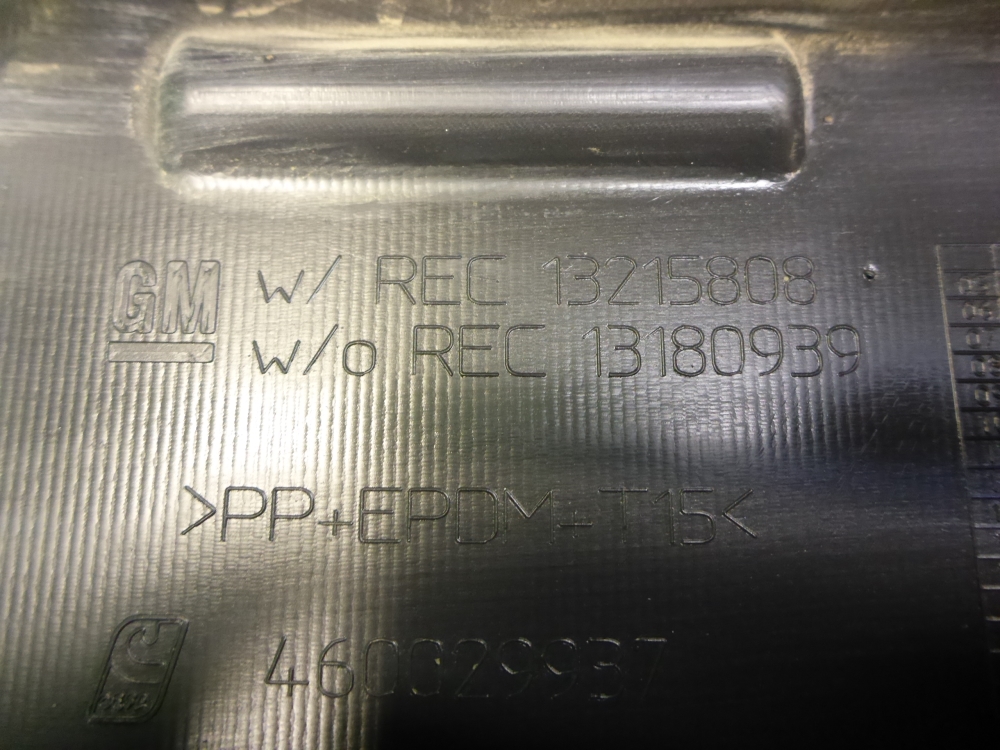 GM w/ REC 13215808
w/o REC 13180939
>PP+EPDM-T15<
460029937